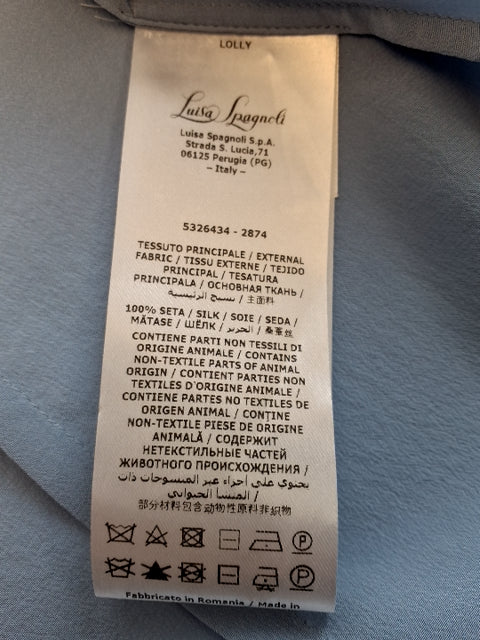 LOLLY
Luisa Spagnoli
Luisa Spagnoli S.p.A.
Strada S. Lucia,71
06125 Perugia (PG)
– Italy –
5326434 - 2874
TESSUTO PRINCIPALE / EXTERNAL
FABRIC / TISSU EXTERNE / TEJIDO
PRINCIPAL / TESATURA
PRINCIPALA / ОСНОВНАЯ ТКАНЬ /
نسيج الرئيسية / 主面料
100% SETA / SILK / SOIE / SEDA /
MĂTASE / ШЁЛК / الحرير / 桑蚕丝
CONTIENE PARTI NON TESSILI DI
ORIGINE ANIMALE / CONTAINS
NON-TEXTILE PARTS OF ANIMAL
ORIGIN / CONTIENT PARTIES NON
TEXTILES D'ORIGINE ANIMALE /
CONTIENE PARTES NO TEXTILES DE
ORIGEN ANIMAL / CONȚINE
NON-TEXTILE PIESE DE ORIGINE
ANIMALĂ / СОДЕРЖИТ
НЕТЕКСТИЛЬНЫЕ ЧАСТЕЙ
ЖИВОТНОГО ПРОИСХОЖДЕНИЯ /
تحتوي على أجزاء غير المنسوجات ذات
المنشأ الحيواني /
部分材料包含动物性原料非织物
P
P
Fabbricato in Romania / Made in